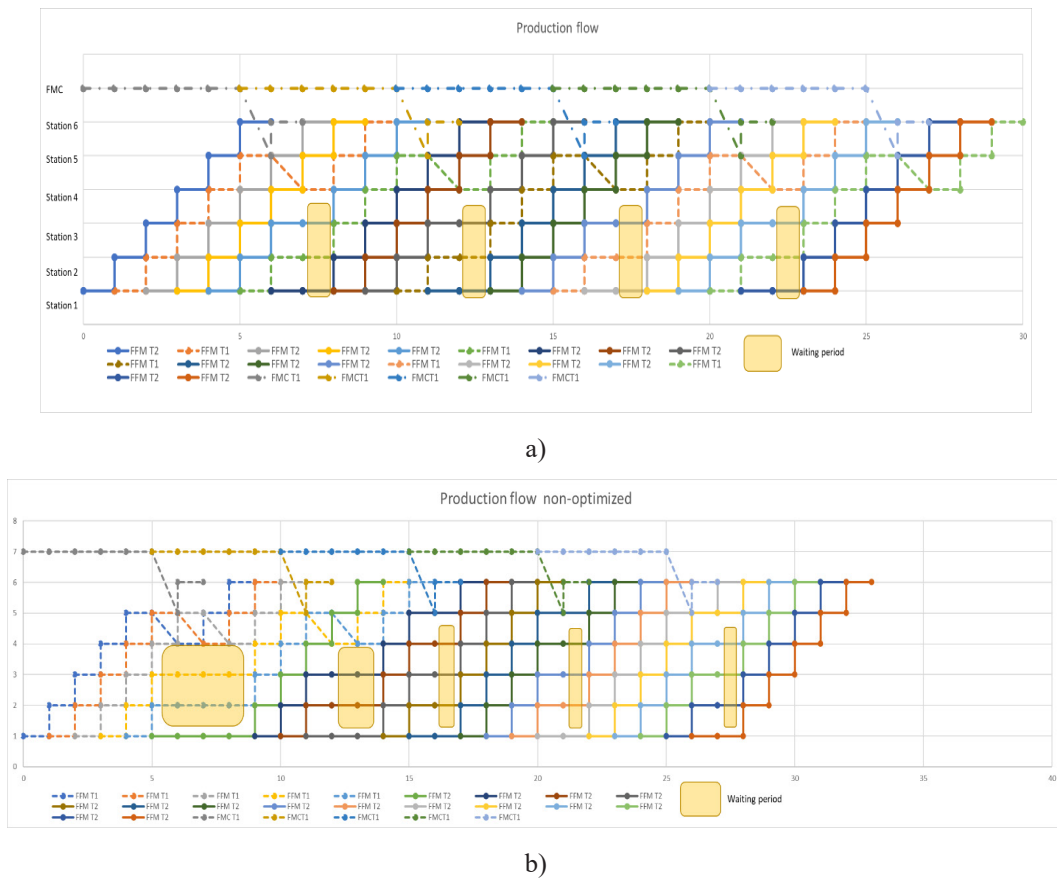 Production flow
FMC
Station 6
Station 5
Station 4
Station 3
Station 2
Station 1
0 5 10 15 20 25 30
FFM T2 FFM T1 FFM T2 FFM T2 FFM T2 FFM T1 FFM T2 FFM T2 FFM T2
FFM T1 FFM T2 FFM T2 FFM T2 FFM T1 FFM T2 FFM T2 FFM T2 FFM T1
FFM T2 FFM T2 FMC T1 FMCT1 FMCT1 FMCT1 FMCT1
Waiting period
a)
Production flow non-optimized
8
7
6
5
4
3
2
1
0
0 5 10 15 20 25 30 35 40
FFM T1 FFM T1 FFM T1 FFM T1 FFM T1 FFM T2 FFM T2 FFM T2 FFM T2
FFM T2 FFM T2 FFM T2 FFM T2 FFM T2 FFM T2 FFM T2 FFM T2 FFM T2
FFM T2 FFM T2 FMC T1 FMCT1 FMCT1 FMCT1 FMCT1
Waiting period
b)